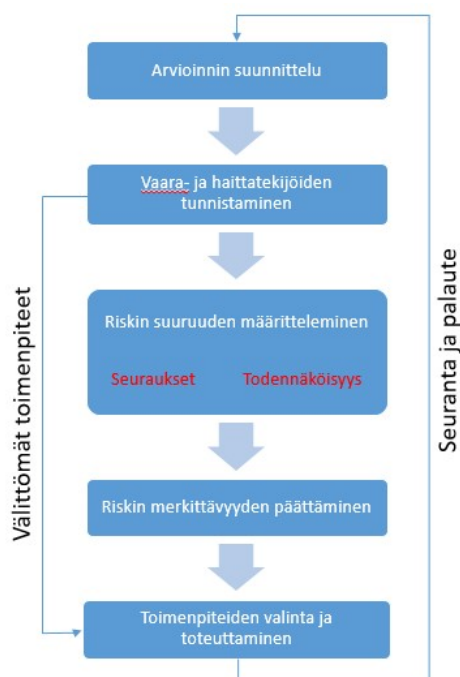 Arvioinnin suunnittelu
Vaara- ja haittatekijöiden
tunnistaminen
Riskin suuruuden määritteleminen
Seuraukset Todennäköisyys
Riskin merkittävyyden päättäminen
Toimenpiteiden valinta ja
toteuttaminen
Välittömät toimenpiteet
Seuranta ja palaute